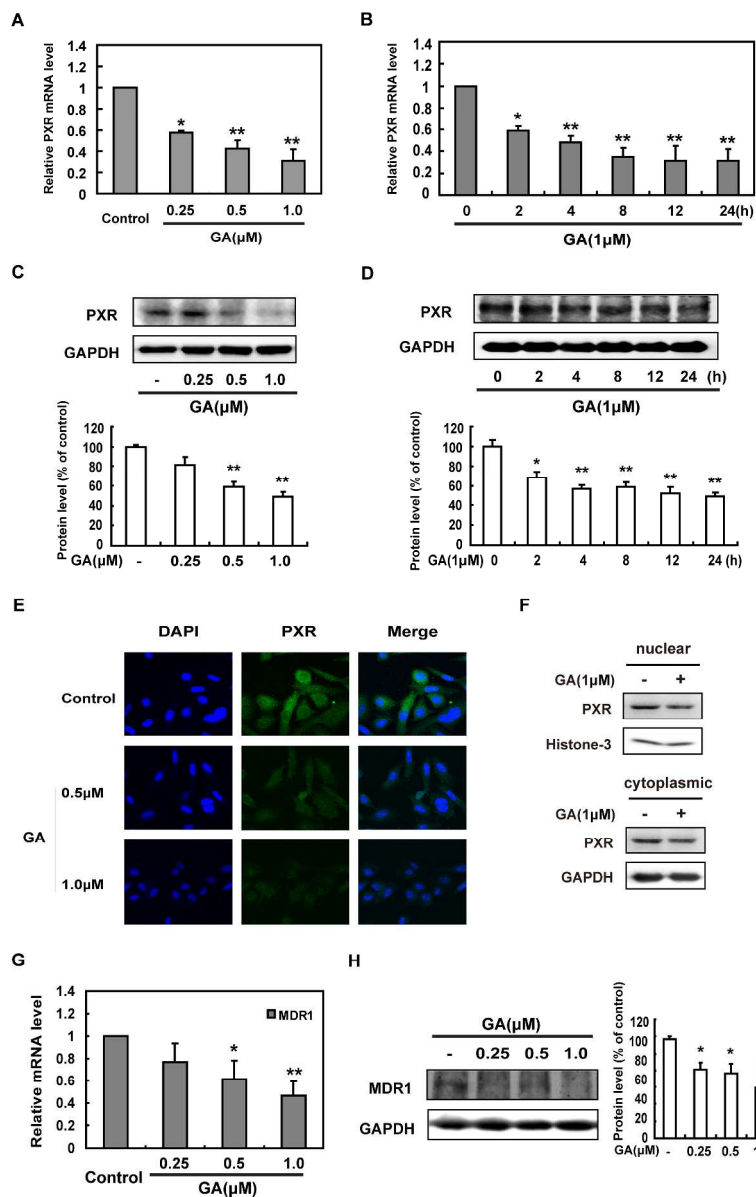 A
Relative PXR mRNA level
1.4
1.2
1
0.8
0.6
0.4
0.2
0
* ** **
Control 0.25 0.5 1.0
GA(µM)
B
Relative PXR mRNA level
1.4
1.2
1
0.8
0.6
0.4
0.2
0
* ** ** ** **
0 2 4 8 12 24(h)
GA(1µM)
C
PXR
GAPDH
- 0.25 0.5 1.0
GA(µM)
Protein level (% of control)
120
100
80
60
40
20
0
** **
GA(µM) - 0.25 0.5 1.0
D
PXR
GAPDH
0 2 4 8 12 24 (h)
GA(1µM)
Protein level (% of control)
120
100
80
60
40
20
0
* ** ** ** **
GA(1µM) 0 2 4 8 12 24 (h)
E
DAPI PXR Merge
Control
0.5µM
GA
1.0µM
F
nuclear
GA(1µM) - +
PXR
Histone-3
cytoplasmic
GA(1µM) - +
PXR
GAPDH
G
Relative mRNA level
1.4
1.2
1
0.8
0.6
0.4
0.2
0
MDR1
* **
Control 0.25 0.5 1.0
GA(µM)
H
GA(µM)
- 0.25 0.5 1.0
MDR1
GAPDH
Protein level (% of control)
120
100
80
60
40
20
0
* *
GA(µM) - 0.25 0.5